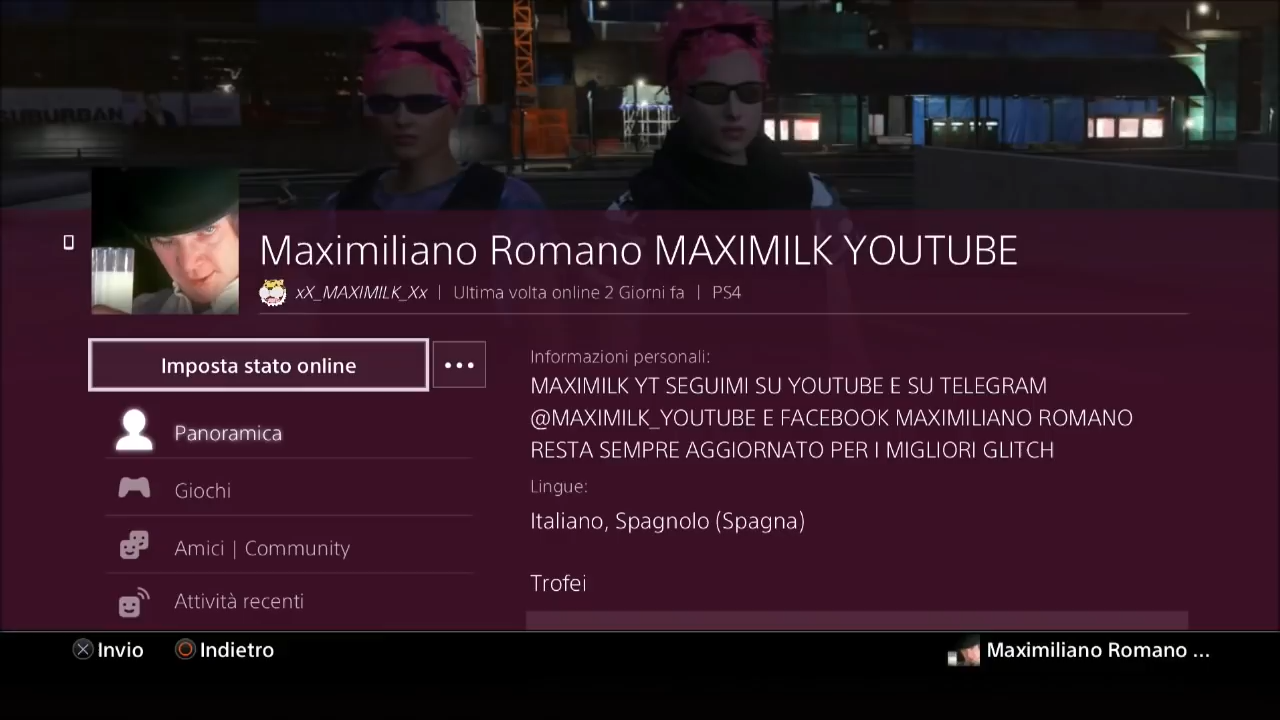 SUBURBAN
Maximiliano Romano MAXIMILK YOUTUBE
xX_MAXIMILK_Xx | Ultima volta online 2 Giorni fa | PS4
Imposta stato online
Informazioni personali:
MAXIMILK YT SEGUIMI SU YOUTUBE E SU TELEGRAM
@MAXIMILK_YOUTUBE E FACEBOOK MAXIMILIANO ROMANO
RESTA SEMPRE AGGIORNATO PER I MIGLIORI GLITCH
Panoramica
Giochi
Amici | Community
Attività recenti
Lingue:
Italiano, Spagnolo (Spagna)
Trofei
Invio
Indietro
Maximiliano Romano ...